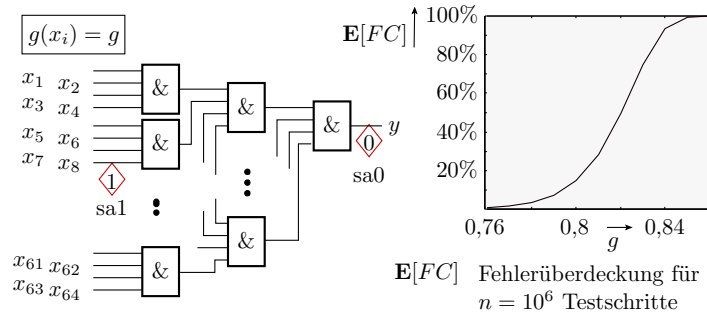 g(x_i) = g
x_1 x_2
x_3 x_4
x_5 x_6
x_7 x_8
x_61 x_62
x_63 x_64
&
&
&
&
&
&
1
sa1
0
sa0
y
E[FC]
100%
80%
60%
40%
20%
0,76
0,8
0,84
g
E[FC] Fehlerüberdeckung für
n = 10^6 Testschritte